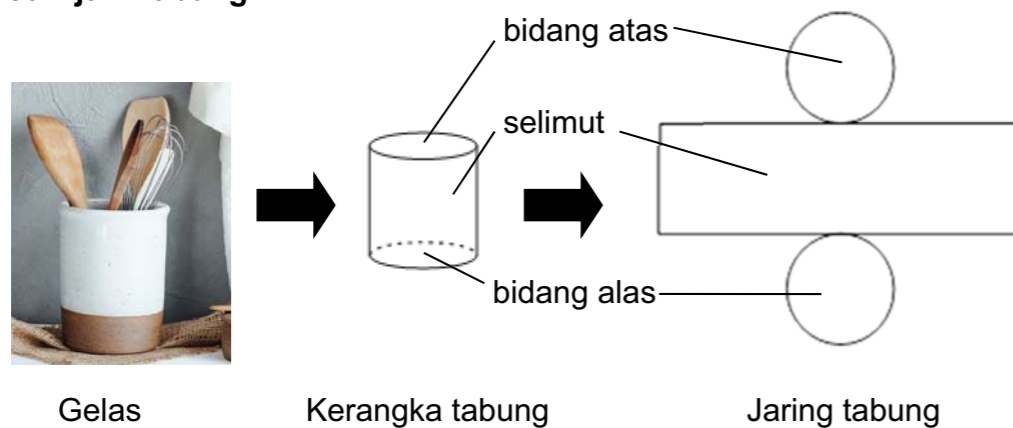 bidang atas
selimut
bidang alas
Gelas
Kerangka tabung
Jaring tabung